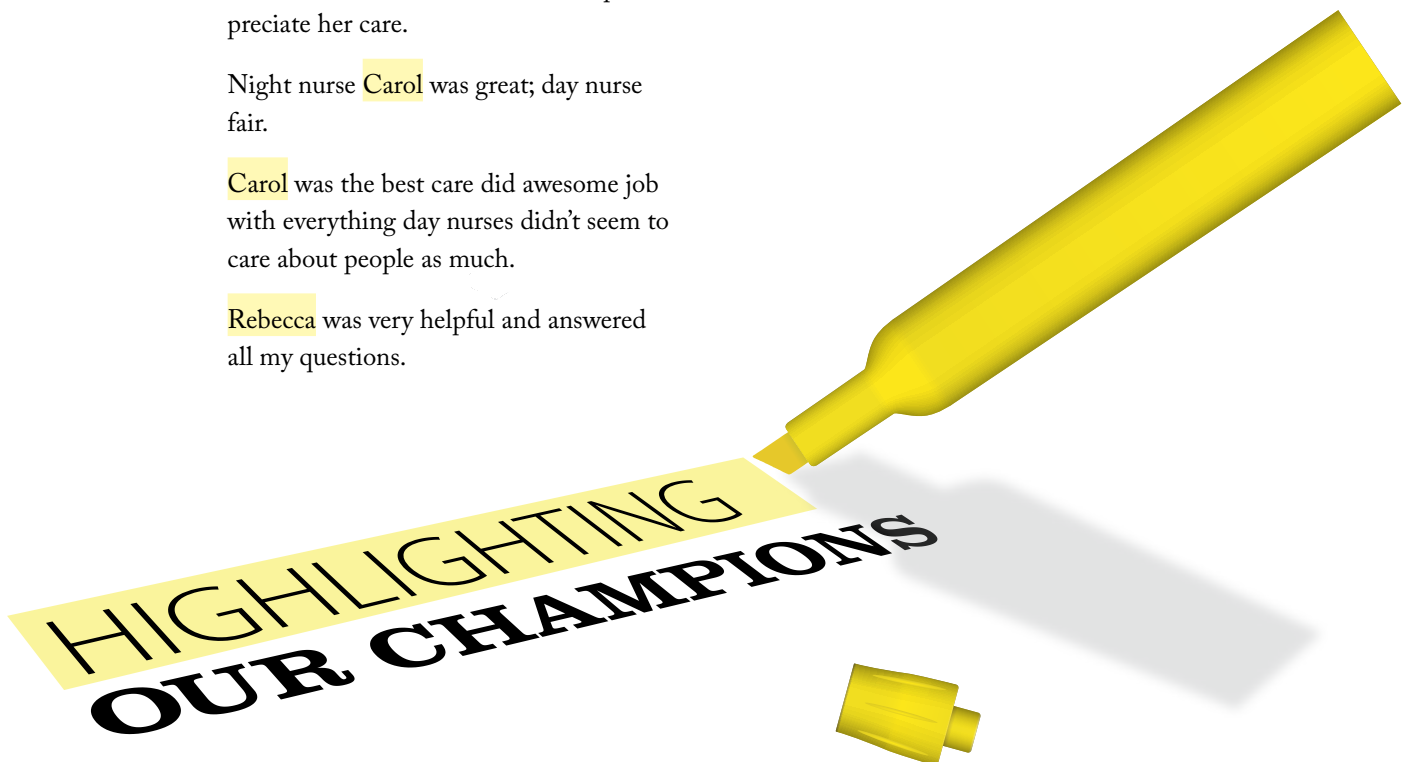 preciate her care.
Night nurse Carol was great; day nurse
fair.
Carol was the best care did awesome job
with everything day nurses didn’t seem to
care about people as much.
Rebecca was very helpful and answered
all my questions.
HIGHLIGHTING
OUR CHAMPIONS